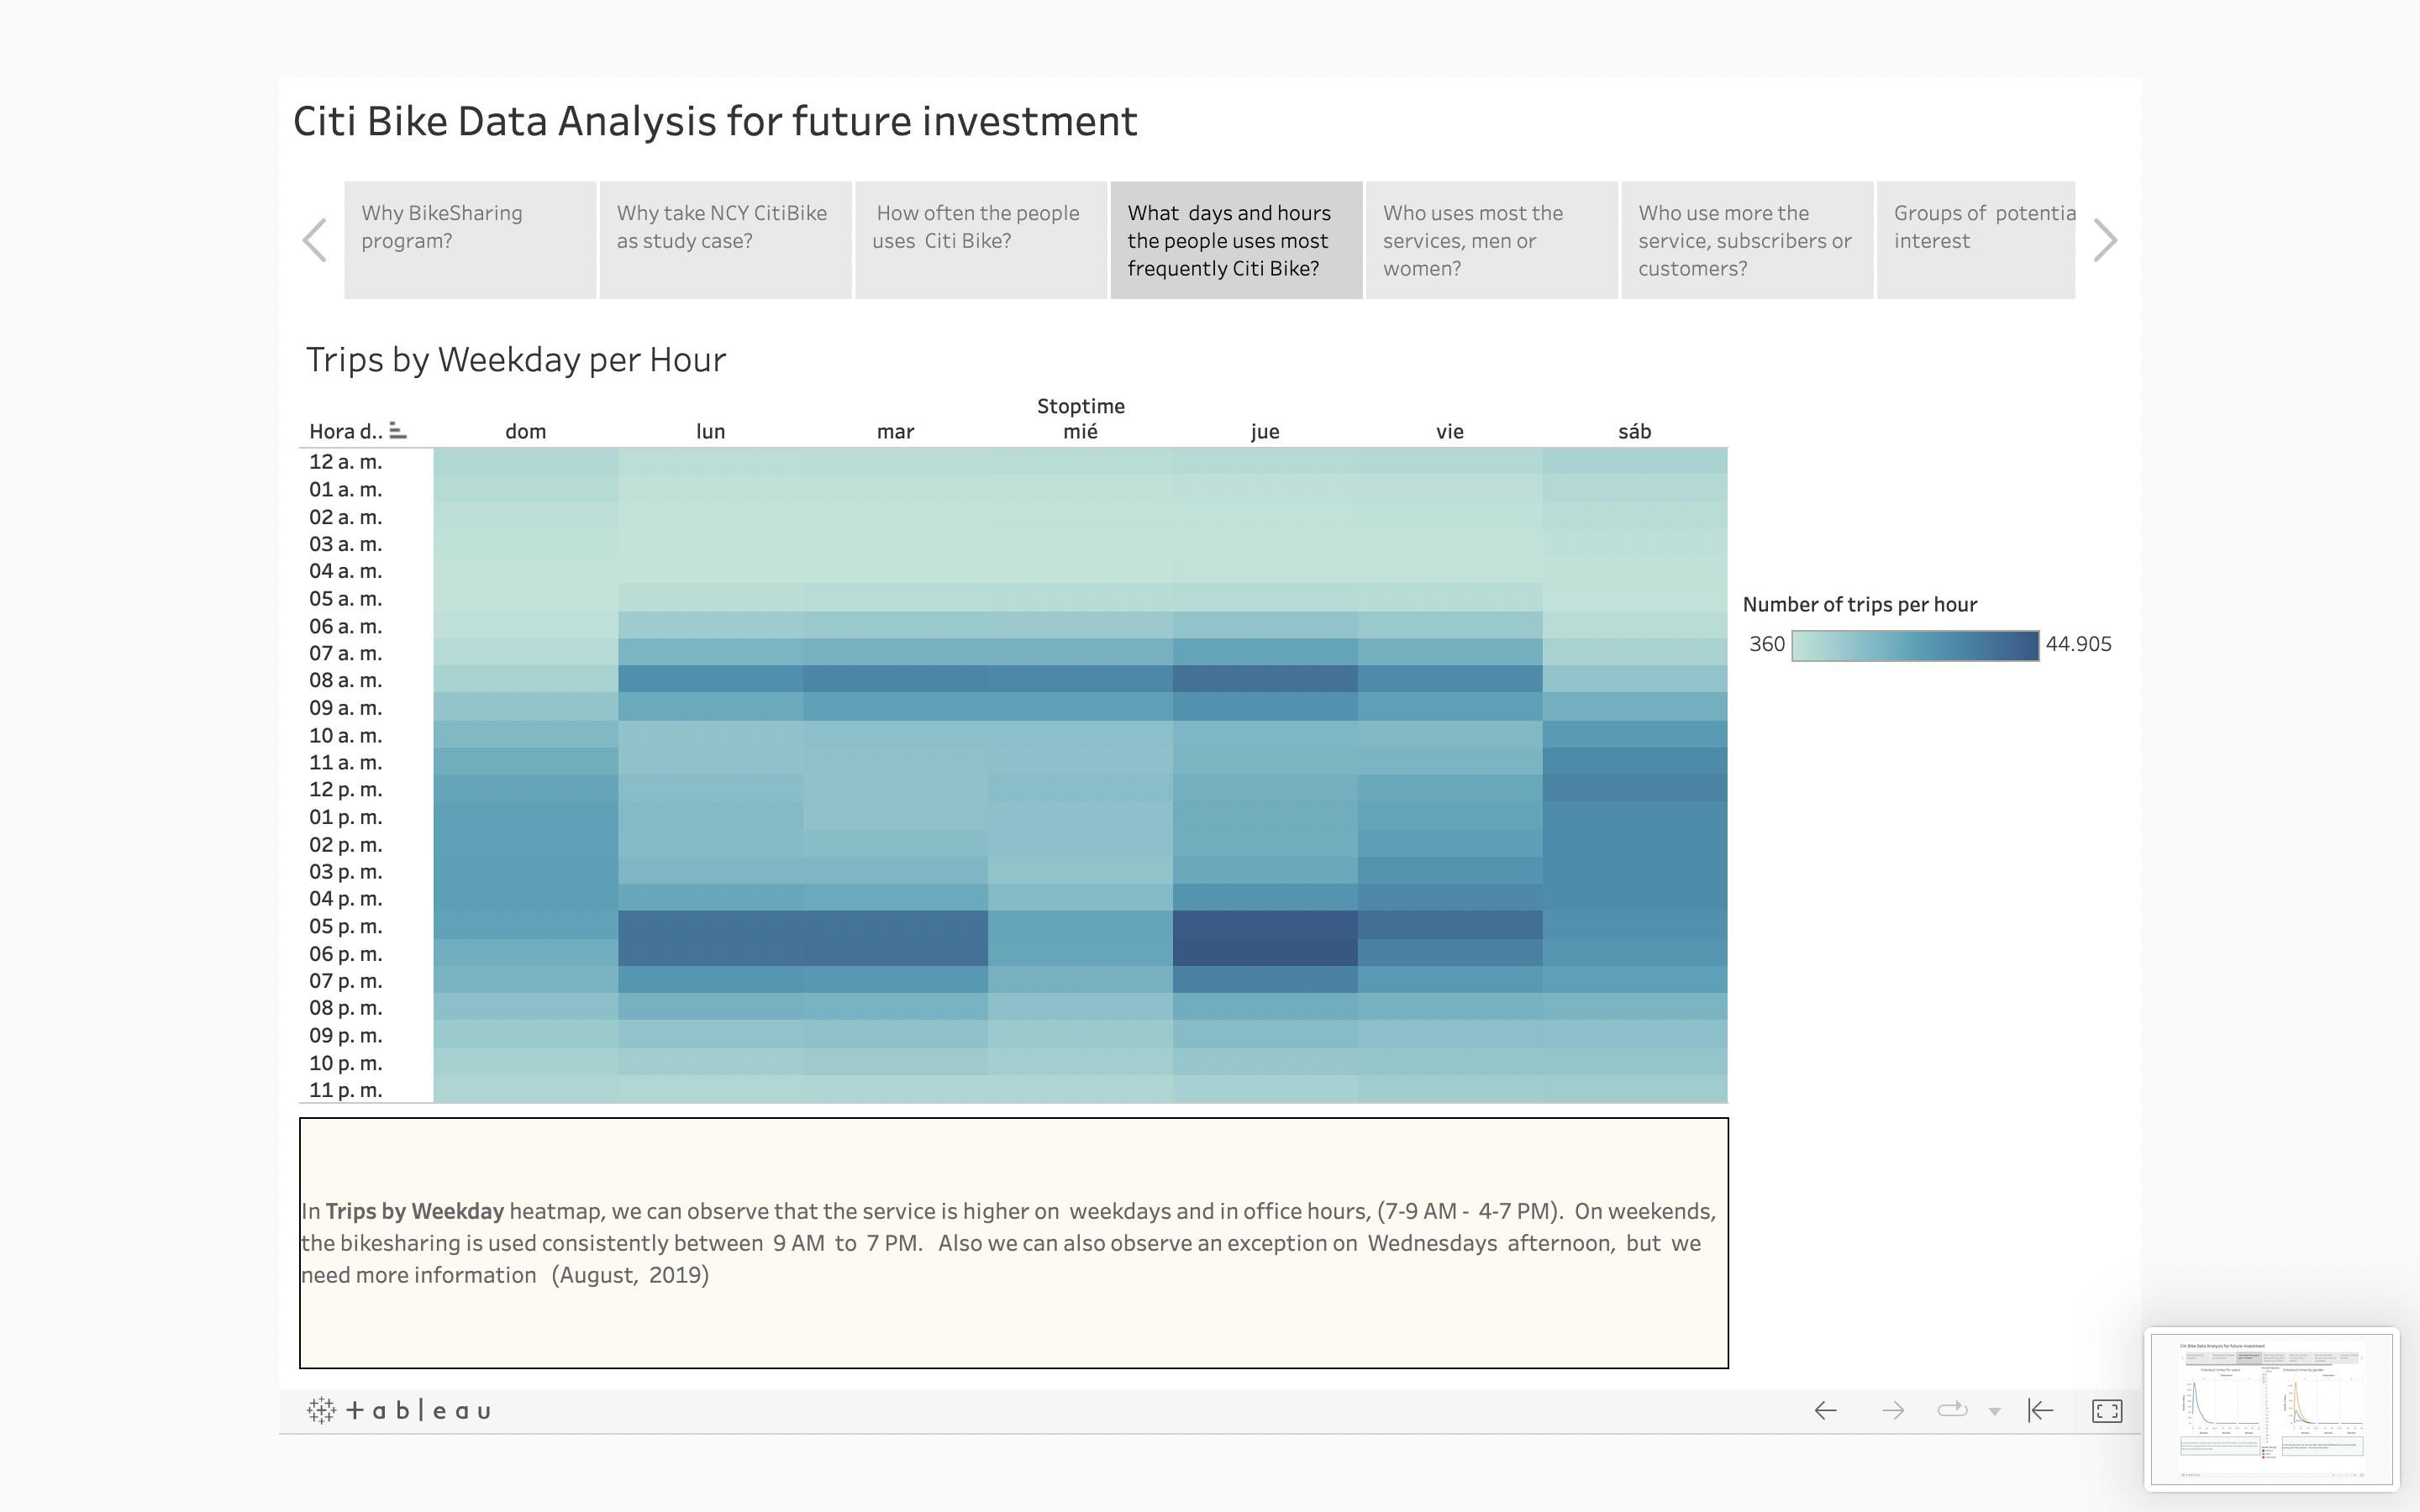 Citi Bike Data Analysis for future investment
Why BikeSharing
program?
Why take NCY CitiBike
as study case?
How often the people
uses Citi Bike?
What days and hours
the people uses most
frequently Citi Bike?
Who uses most the
services, men or
women?
Who use more the
service, subscribers or
customers?
Groups of potentia
interest
Trips by Weekday per Hour
Stoptime
Hora d.. dom lun mar mié jue vie sáb
12 a. m.
01 a. m.
02 a. m.
03 a. m.
04 a. m.
05 a. m.
06 a. m.
07 a. m.
08 a. m.
09 a. m.
10 a. m.
11 a. m.
12 p. m.
01 p. m.
02 p. m.
03 p. m.
04 p. m.
05 p. m.
06 p. m.
07 p. m.
08 p. m.
09 p. m.
10 p. m.
11 p. m.
Number of trips per hour
360 44.905
In Trips by Weekday heatmap, we can observe that the service is higher on weekdays and in office hours, (7-9 AM - 4-7 PM). On weekends,
the bikesharing is used consistently between 9 AM to 7 PM. Also we can also observe an exception on Wednesdays afternoon, but we
need more information (August, 2019)
+ableau
Citi Bike Data Analysis for future investment